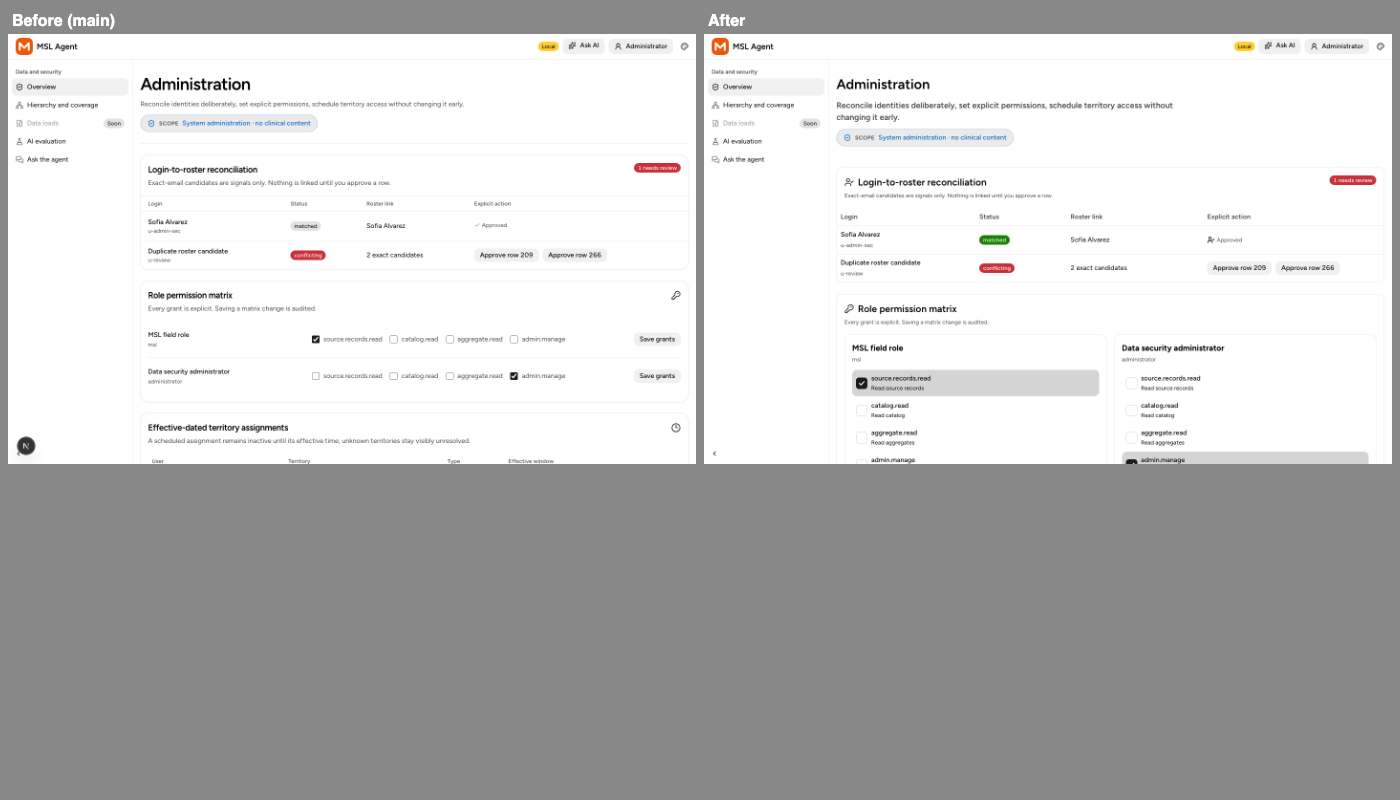 Before (main)
MSL Agent
Local
Ask AI
Administrator
Data and security
Overview
Hierarchy and coverage
Data loads
Soon
AI evaluation
Ask the agent
Administration
Reconcile identities deliberately, set explicit permissions, schedule territory access without changing it early.
SCOPE System administration · no clinical content
Login-to-roster reconciliation
1 needs review
Exact-email candidates are signals only. Nothing is linked until you approve a row.
Login Status Roster link Explicit action
Sofia Alvarez matched Sofia Alvarez Approved
u-admin-sec
Duplicate roster candidate conflicting 2 exact candidates Approve row 209 Approve row 266
u-review
Role permission matrix
Every grant is explicit. Saving a matrix change is audited.
MSL field role source.records.read catalog.read aggregate.read admin.manage Save grants
msl
Data security administrator source.records.read catalog.read aggregate.read admin.manage Save grants
administrator
Effective-dated territory assignments
A scheduled assignment remains inactive until its effective time; unknown territories stay visibly unresolved.
User Territory Type Effective window
N
After
MSL Agent
Local
Ask AI
Administrator
Data and security
Overview
Hierarchy and coverage
Data loads
Soon
AI evaluation
Ask the agent
Administration
Reconcile identities deliberately, set explicit permissions, schedule territory access without
changing it early.
SCOPE System administration · no clinical content
Login-to-roster reconciliation
1 needs review
Exact-email candidates are signals only. Nothing is linked until you approve a row.
Login Status Roster link Explicit action
Sofia Alvarez matched Sofia Alvarez Approved
u-admin-sec
Duplicate roster candidate conflicting 2 exact candidates Approve row 209 Approve row 266
u-review
Role permission matrix
Every grant is explicit. Saving a matrix change is audited.
MSL field role
msl
source.records.read
Read source records
catalog.read
Read catalog
aggregate.read
Read aggregates
admin.manage
Data security administrator
administrator
source.records.read
Read source records
catalog.read
Read catalog
aggregate.read
Read aggregates
admin.manage